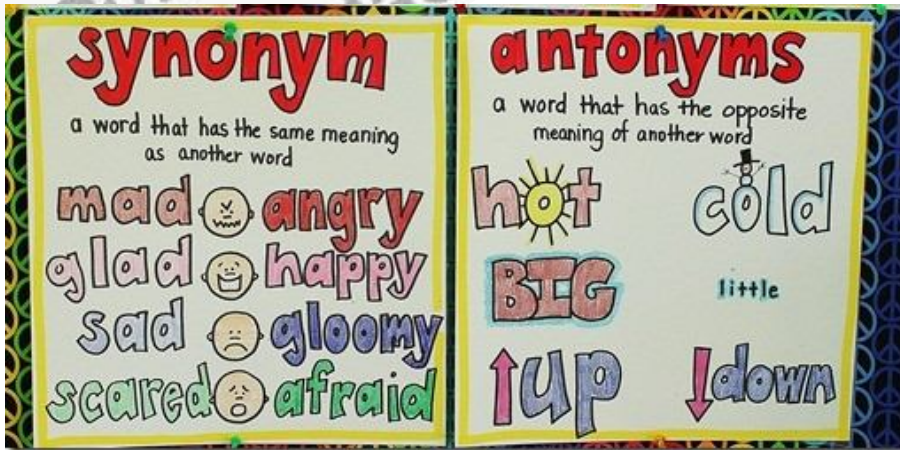 synonym
a word that has the same meaning
as another word
mad angry
glad happy
sad gloomy
scared afraid
antonyms
a word that has the opposite
meaning of another word
hot cold
BIG little
up down